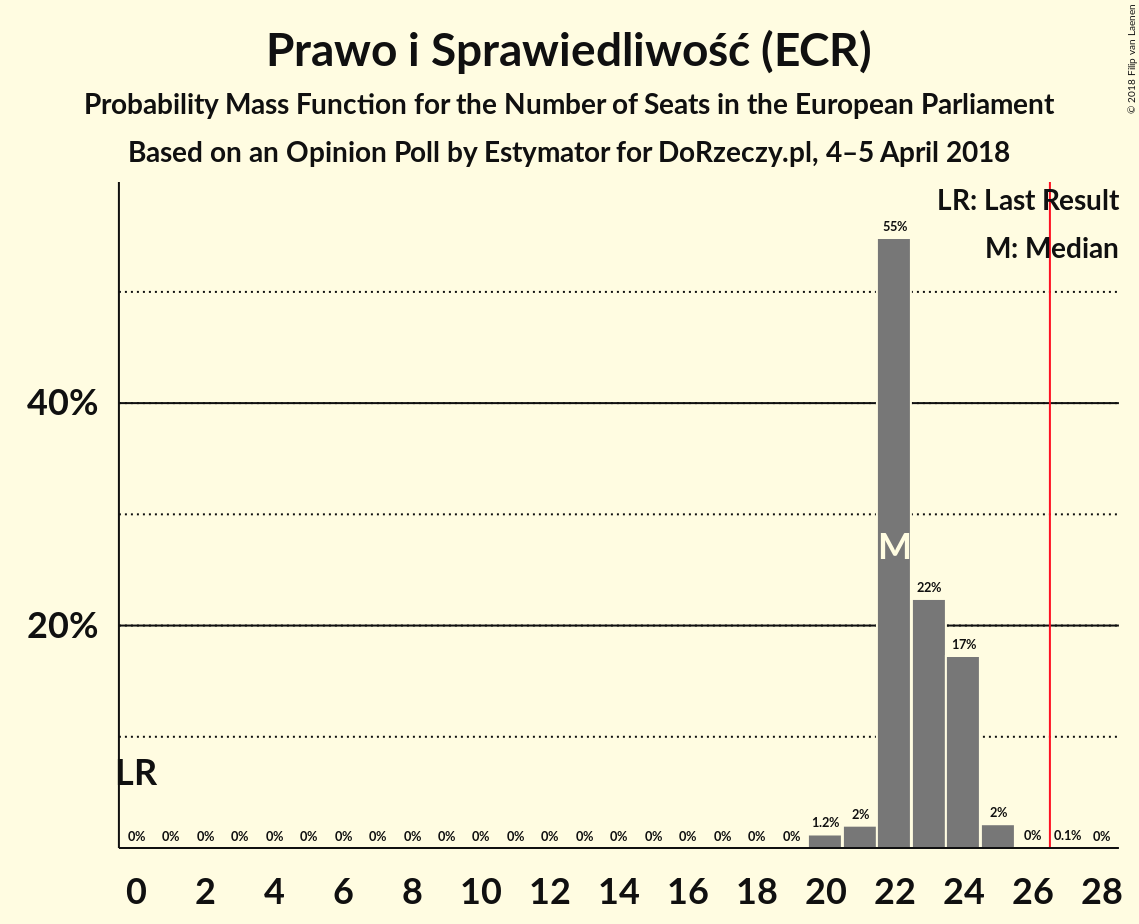 Prawo i Sprawiedliwość (ECR)
Probability Mass Function for the Number of Seats in the European Parliament
Based on an Opinion Poll by Estymator for DoRzeczy.pl, 4–5 April 2018
© 2018 Filip van Laenen
LR: Last Result
M: Median
55%
40%
M
22%
20%
17%
LR
0% 0% 0% 0% 0% 0% 0% 0% 0% 0% 0% 0% 0% 0% 0% 0% 0% 0% 0% 0% 1.2% 2% 2% 0% 0.1% 0%
0 2 4 6 8 10 12 14 16 18 20 22 24 26 28